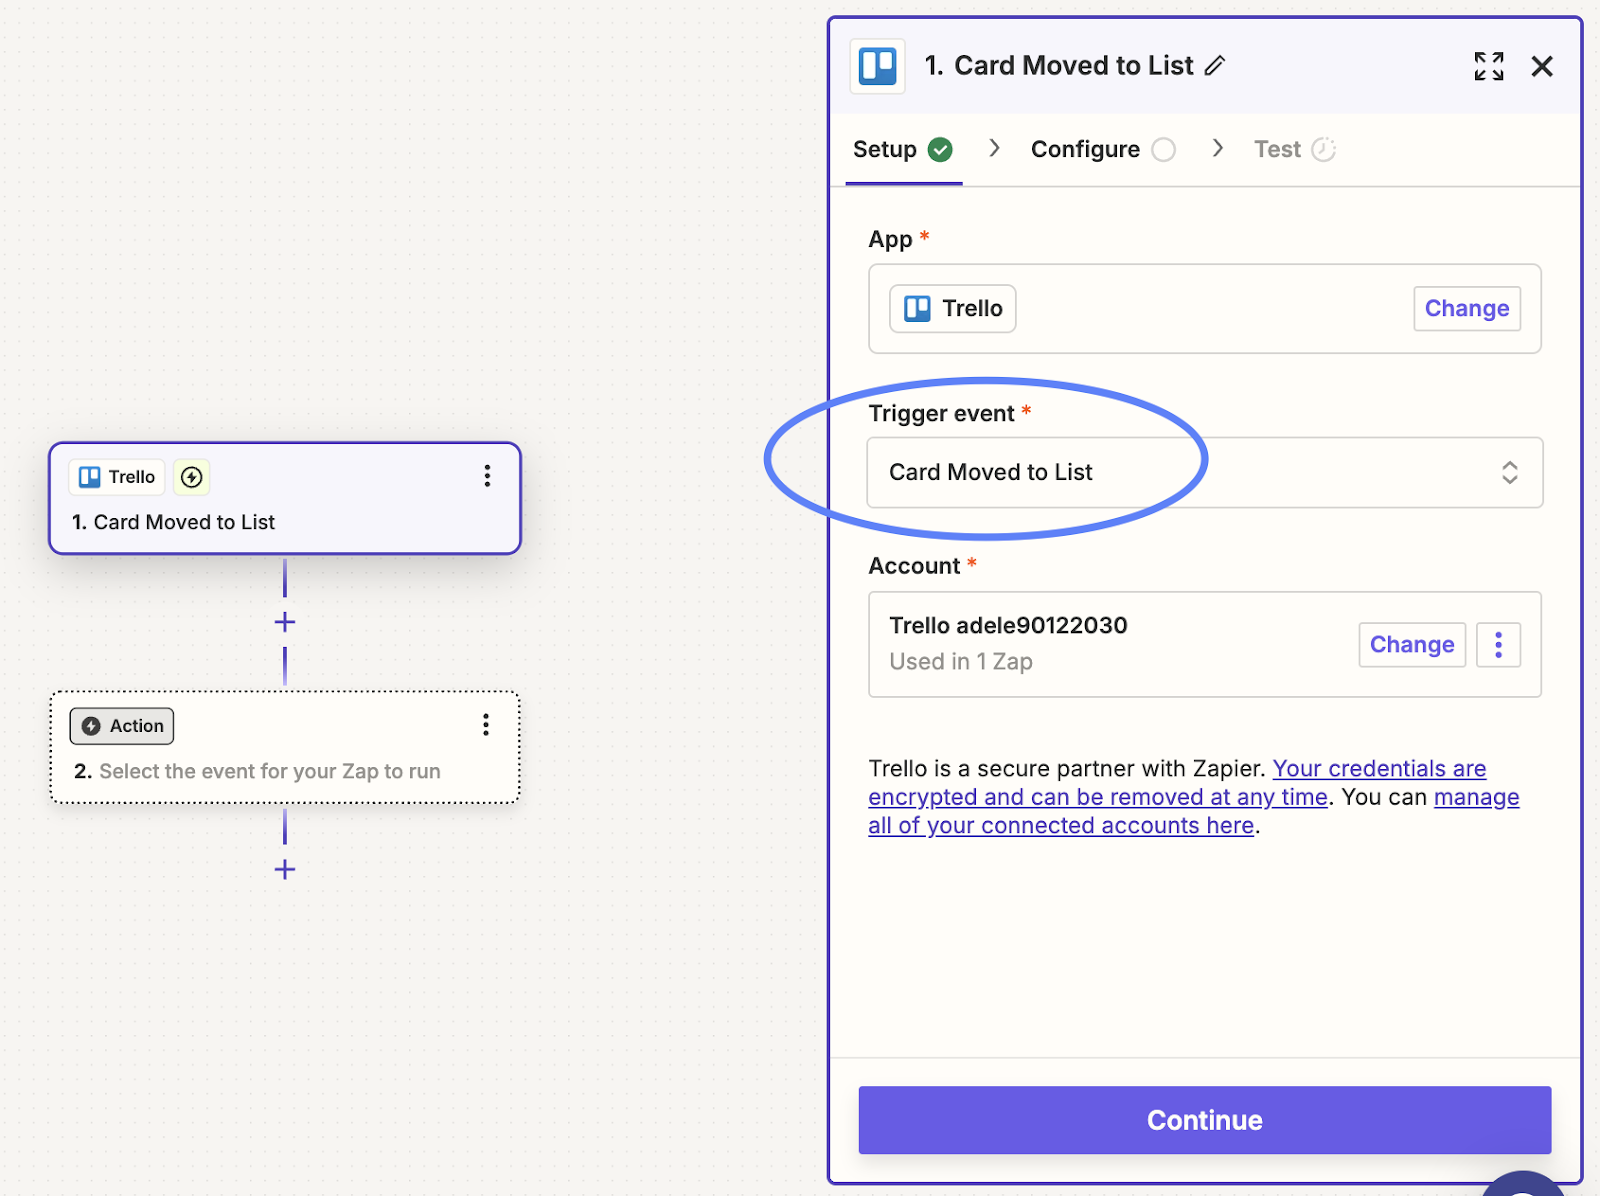 Trello
1. Card Moved to List
Action
2. Select the event for your Zap to run
1. Card Moved to List
Setup
Configure
Test
App *
Trello
Change
Trigger event *
Card Moved to List
Account *
Trello adele90122030
Used in 1 Zap
Change
Trello is a secure partner with Zapier. Your credentials are
encrypted and can be removed at any time. You can manage
all of your connected accounts here.
Continue